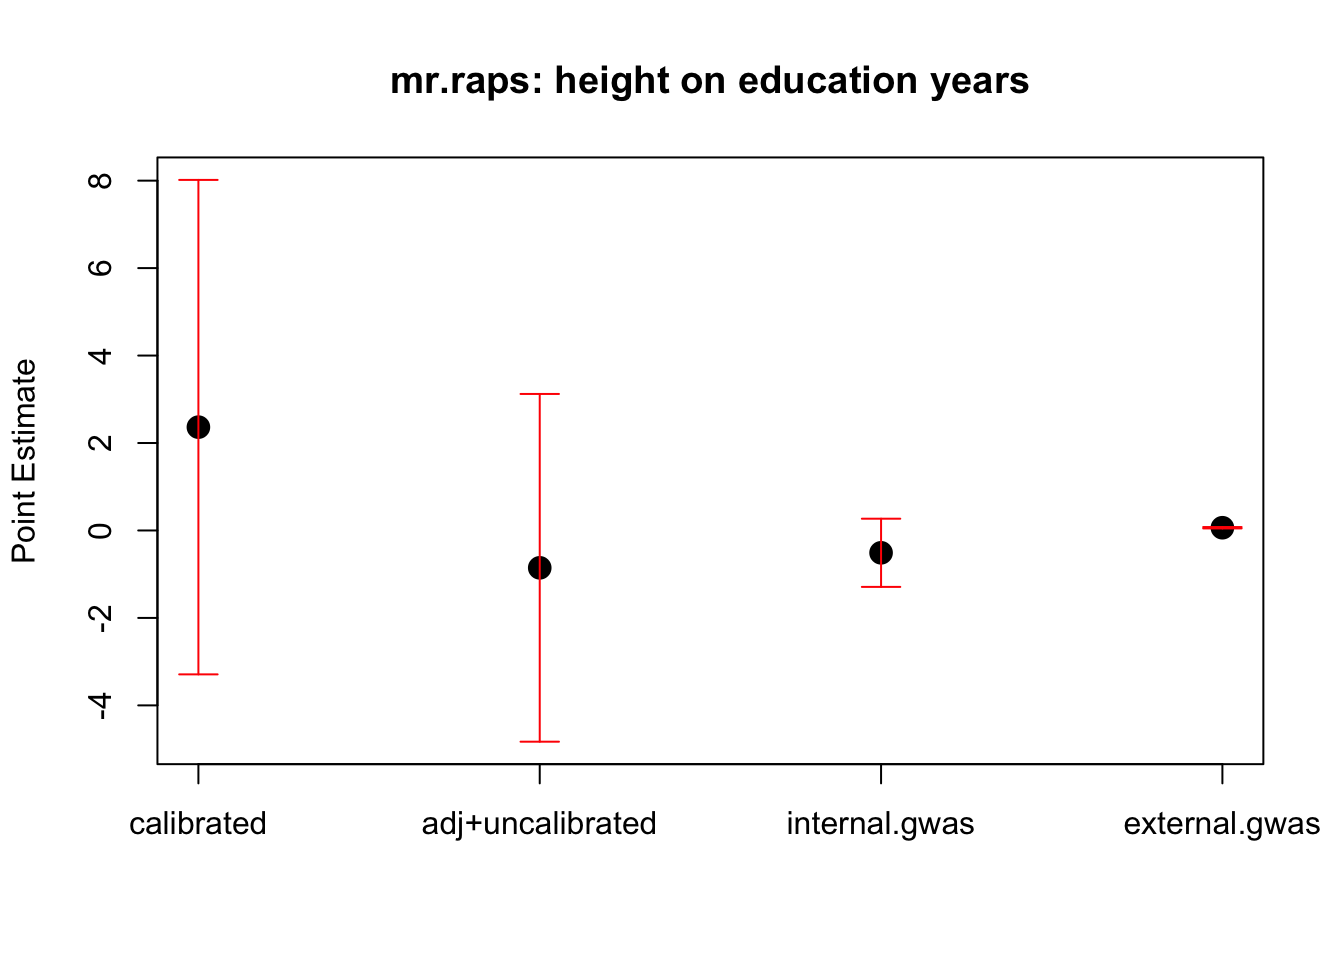 mr.raps: height on education years
Point Estimate
8
6
4
2
0
-2
-4
calibrated
adj+uncalibrated
internal.gwas
external.gwas